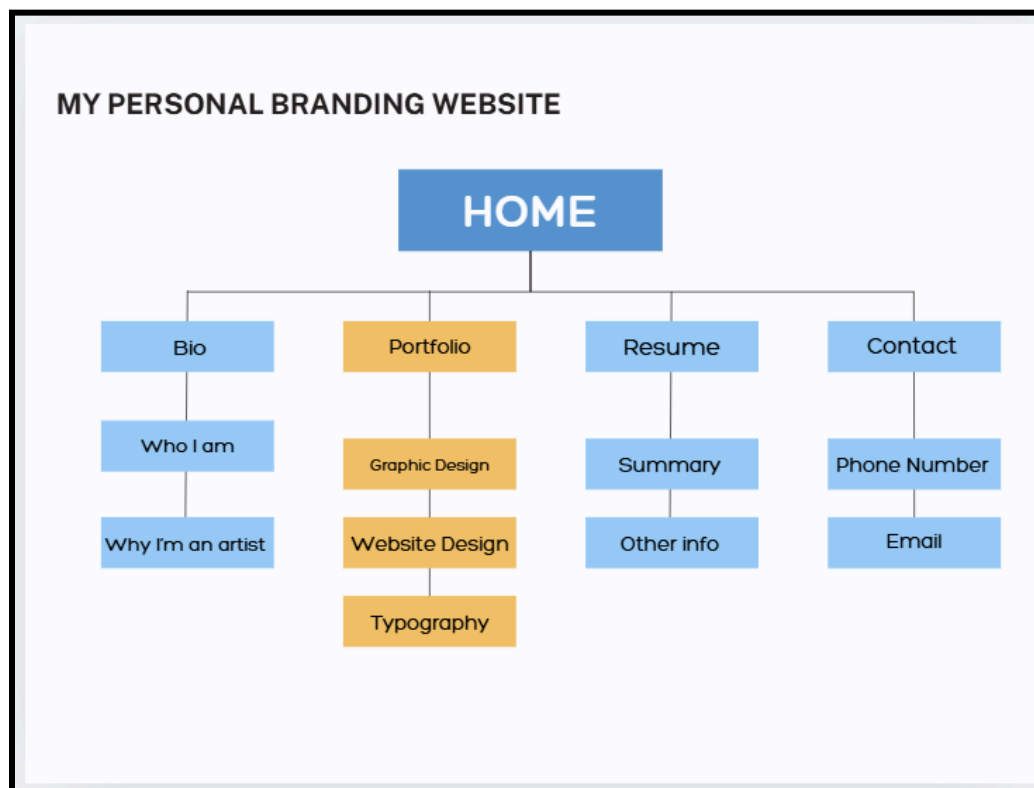 MY PERSONAL BRANDING WEBSITE
HOME
Bio
Portfolio
Resume
Contact
Who I am
Graphic Design
Summary
Phone Number
Why I'm an artist
Website Design
Other info
Email
Typography